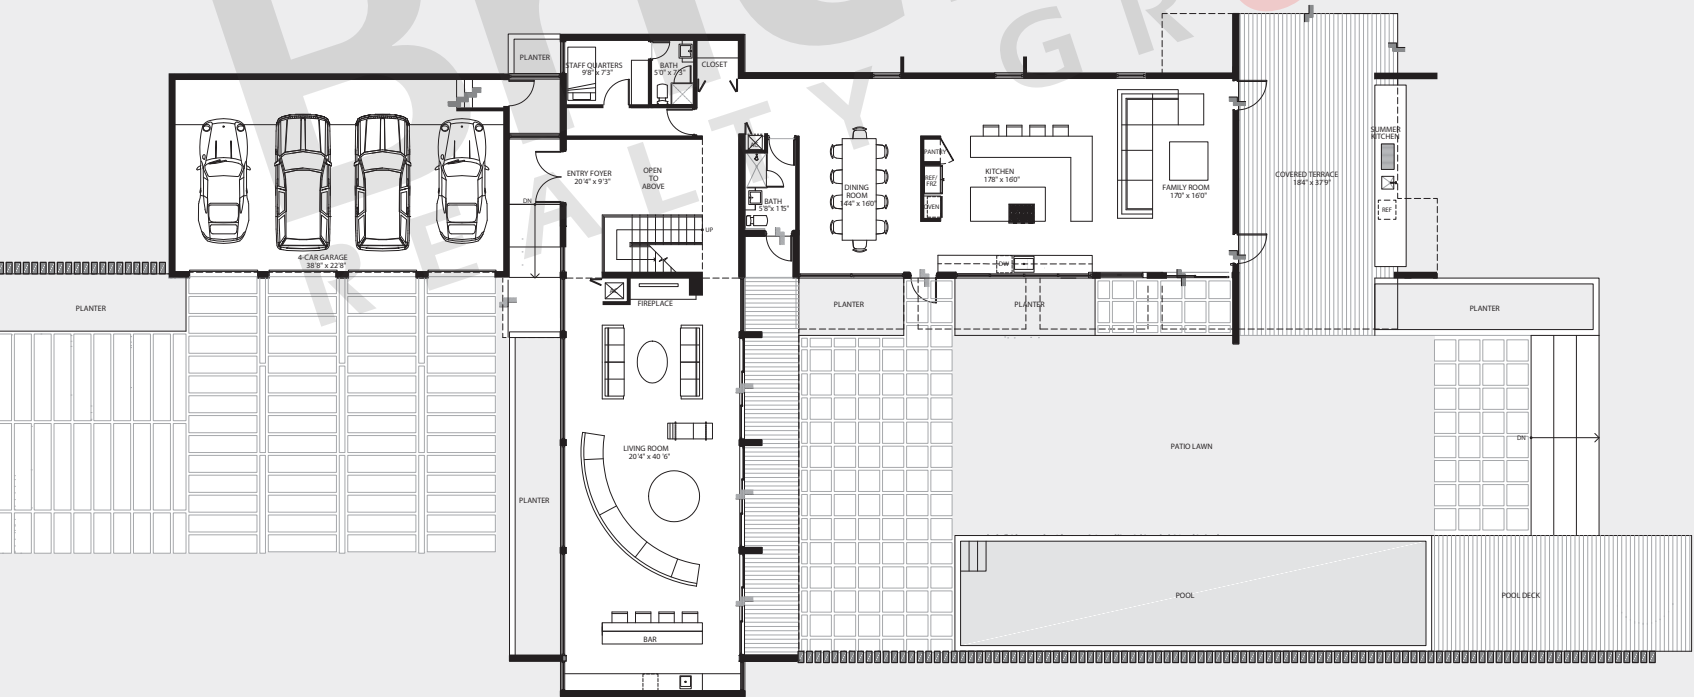 BRIC
REALTY GR
PLANTER
STAFF QUARTERS
9'8" x 7'3"
BATH
5'0" x 7'3"
CLOSET
ENTRY FOYER
20'4" x 9'3"
OPEN
TO
ABOVE
DN
UP
4-CAR GARAGE
38'8" x 22'8"
BATH
5'8" x 11'5"
DINING
ROOM
14'4" x 16'0"
PANTRY
REF/
FRZ
OVEN
KITCHEN
17'8" x 16'0"
DW
FAMILY ROOM
17'0" x 16'0"
COVERED TERRACE
18'4" x 37'9"
SUMMER
KITCHEN
REF
PLANTER
FIREPLACE
PLANTER
PLANTER
PLANTER
LIVING ROOM
20'4" x 40'6"
PLANTER
PATIO LAWN
DN
POOL
POOL DECK
BAR